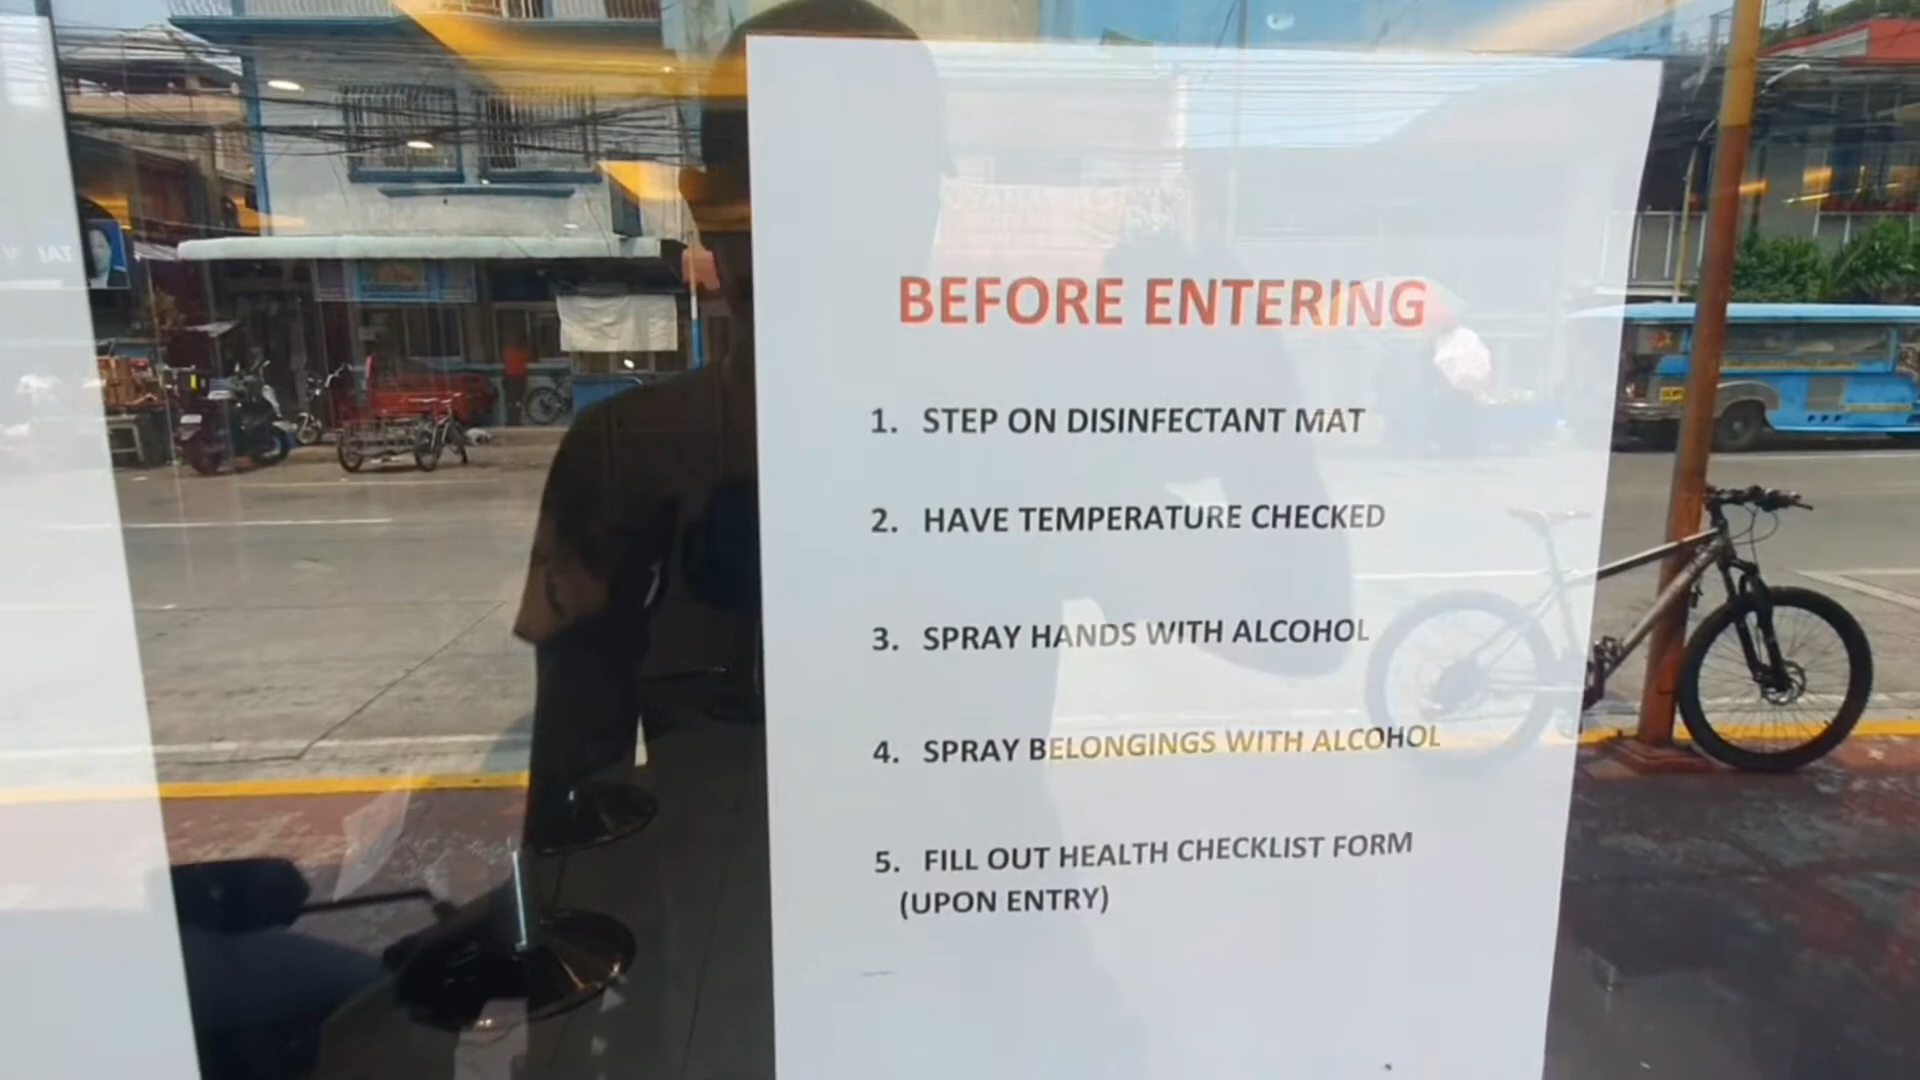 BEFORE ENTERING
1. STEP ON DISINFECTANT MAT
2. HAVE TEMPERATURE CHECKED
3. SPRAY HANDS WITH ALCOHOL
4. SPRAY BELONGINGS WITH ALCOHOL
5. FILL OUT HEALTH CHECKLIST FORM
(UPON ENTRY)